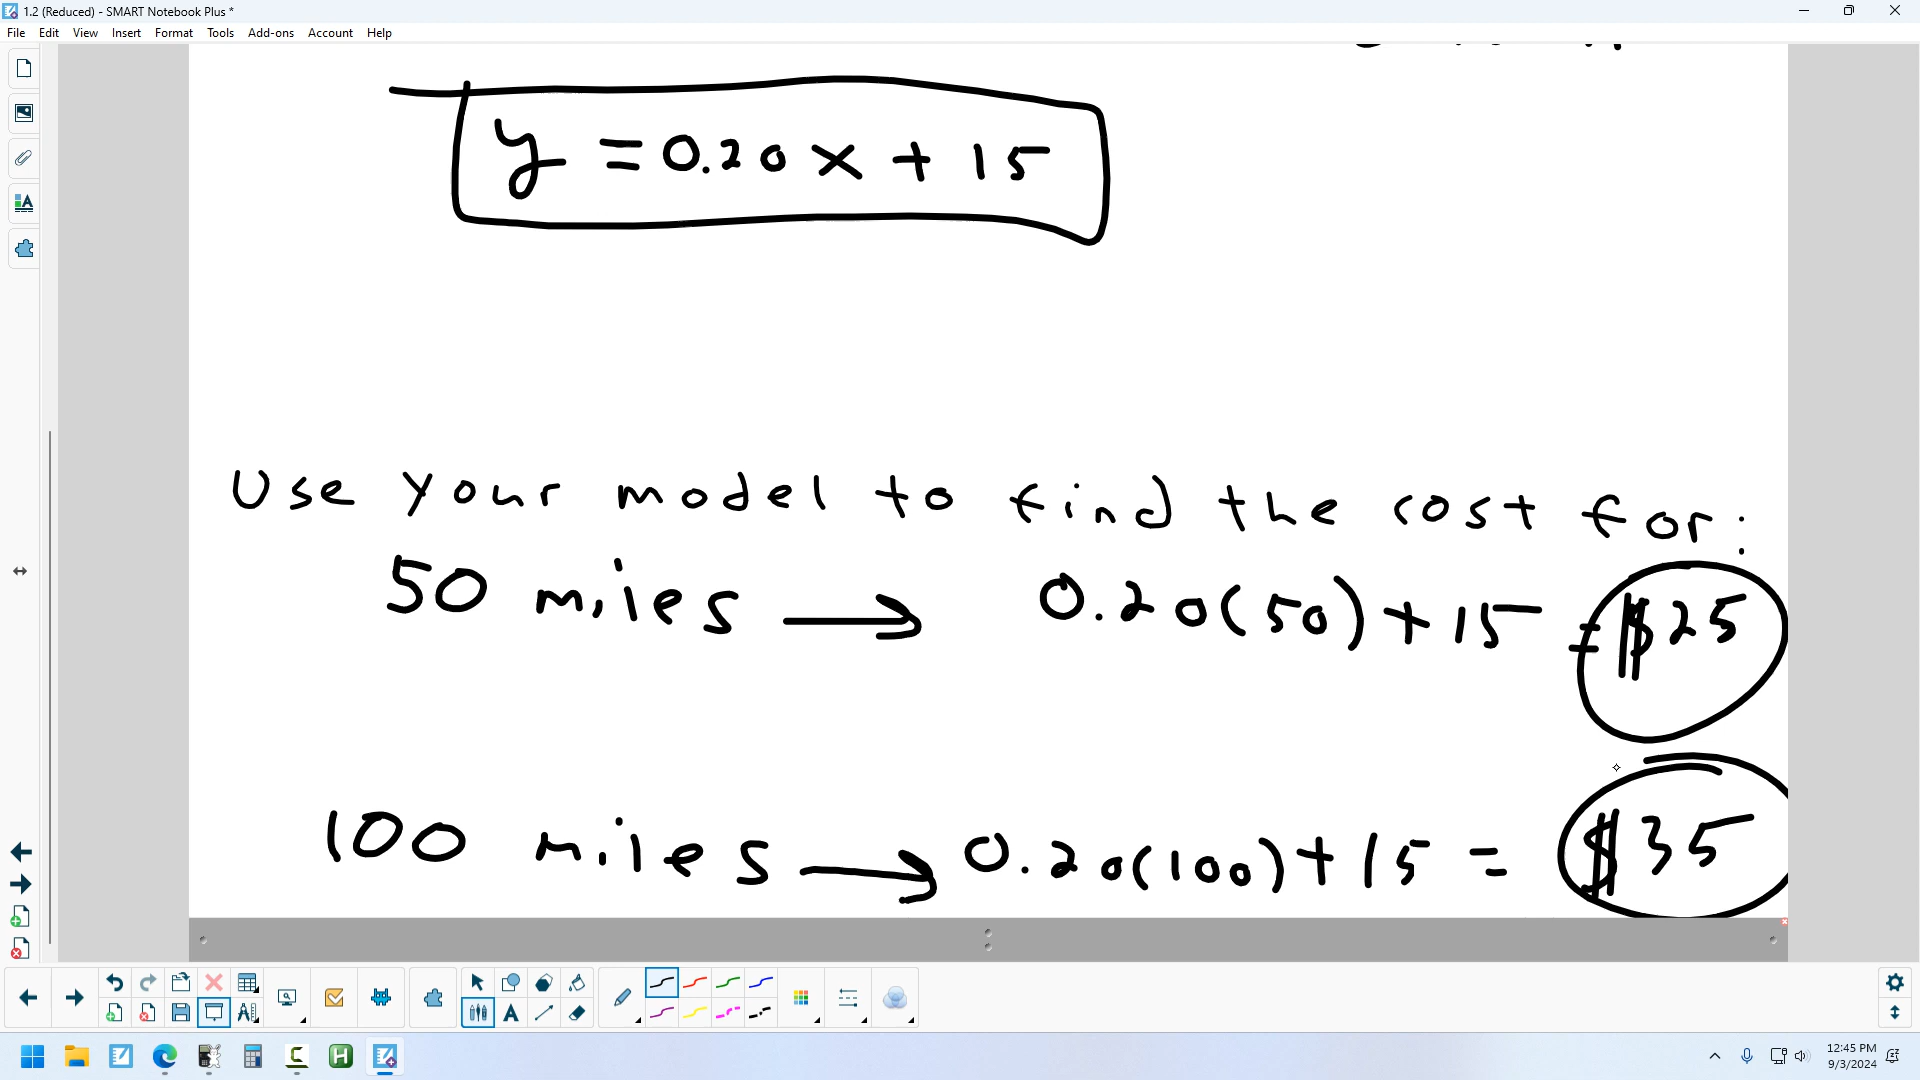 1.2 (Reduced) - SMART Notebook Plus *
File Edit View Insert Format Tools Add-ons Account Help
y = 0.20x + 15
Use your model to find the cost for:
50 miles → 0.20(50) + 15 = $25
100 miles → 0.20(100) + 15 = $35
12:45 PM
9/3/2024